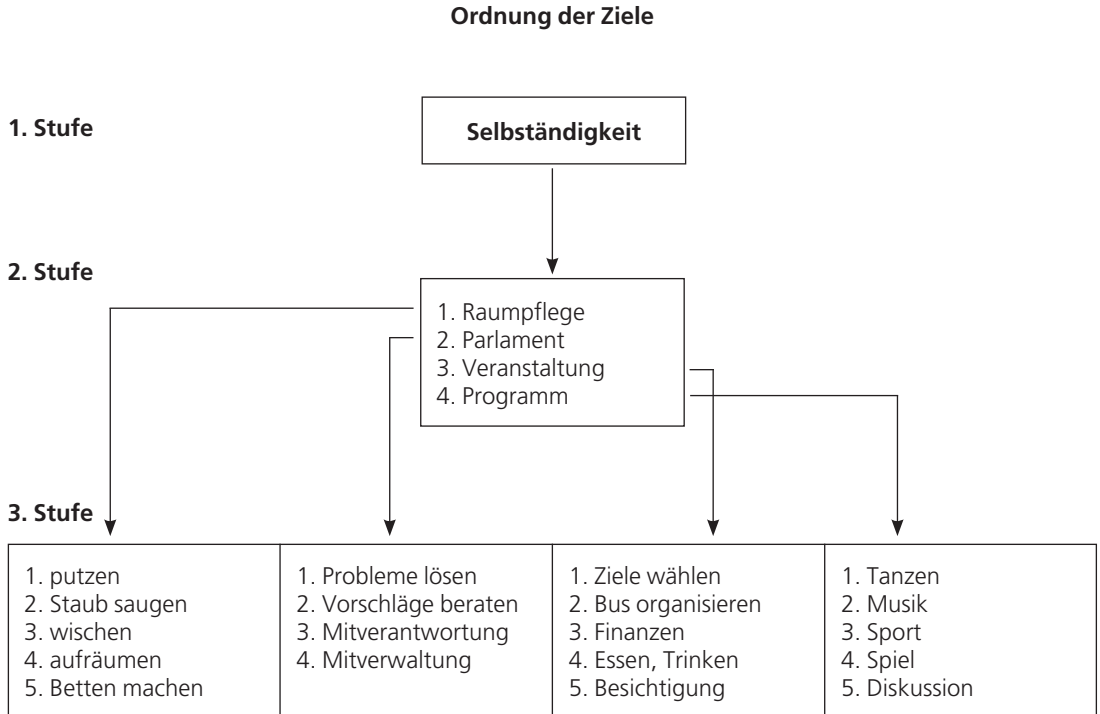 Ordnung der Ziele
1. Stufe
Selbständigkeit
2. Stufe
1. Raumpflege
2. Parlament
3. Veranstaltung
4. Programm
3. Stufe
1. putzen
2. Staub saugen
3. wischen
4. aufräumen
5. Betten machen
1. Probleme lösen
2. Vorschläge beraten
3. Mitverantwortung
4. Mitverwaltung
1. Ziele wählen
2. Bus organisieren
3. Finanzen
4. Essen, Trinken
5. Besichtigung
1. Tanzen
2. Musik
3. Sport
4. Spiel
5. Diskussion